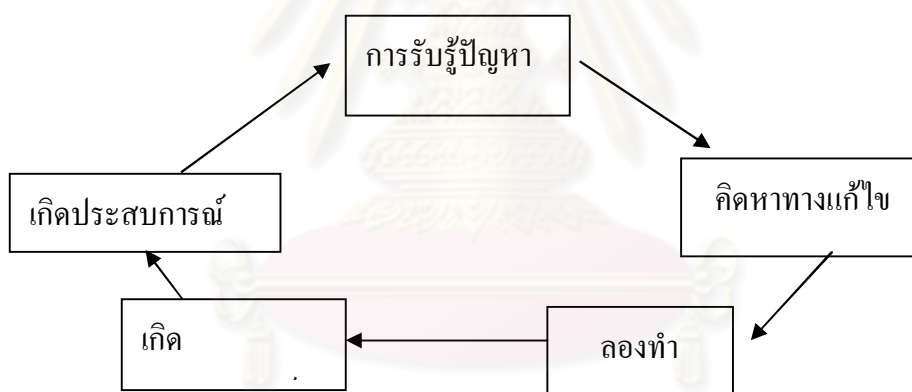 การรับรู้ปัญหา
คิดหาทางแก้ไข
ลองทำ
เกิด
เกิดประสบการณ์